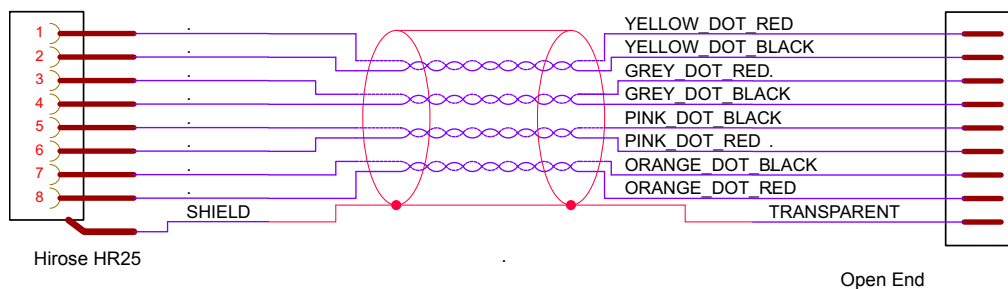 1 . YELLOW_DOT_RED
2 . YELLOW_DOT_BLACK
3 . GREY_DOT_RED.
4 . GREY_DOT_BLACK
5 . PINK_DOT_BLACK
6 . PINK_DOT_RED .
7 . ORANGE_DOT_BLACK
8 . ORANGE_DOT_RED
SHIELD TRANSPARENT
Hirose HR25 .
Open End